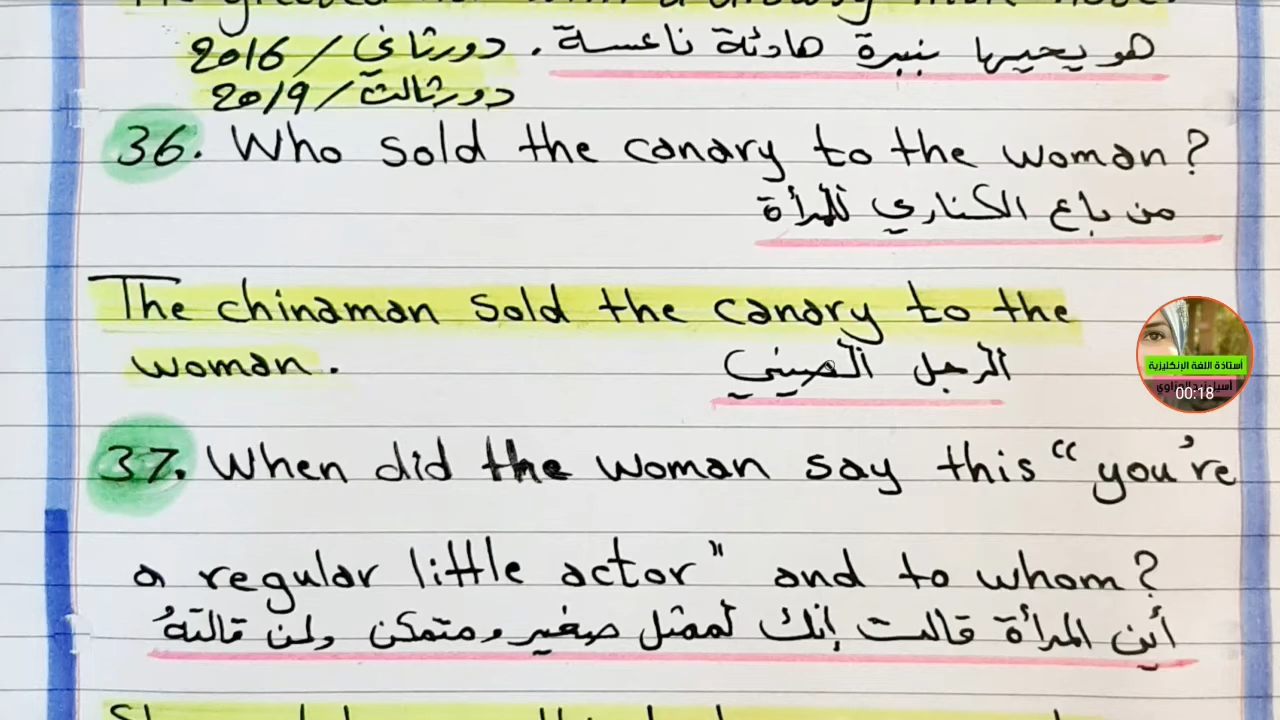 هو يحييها بنبرة هادئة ناعسة. دور ثاني / 2016
دور ثالث / 2019
36. Who sold the canary to the woman?
من باع الكناري للمرأة
The chinaman sold the canary to the
woman. الرجل الصيني
أستاذة اللغة الإنكليزية
00:18
37. When did the woman say this “you're
a regular little actor” and to whom?
أين المرأة قالت إنك لممثل صغير ومتمكن ولمن قالتهُ